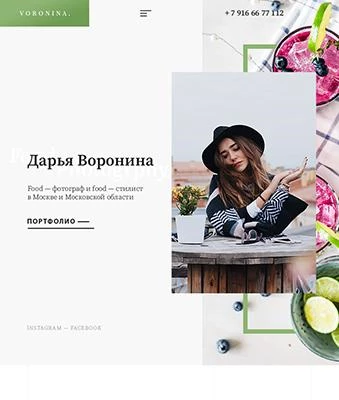 VORONINA.
+ 7 916 66 77 112
Food
Photography
Дарья Воронина
Food — фотограф и food — стилист
в Москве и Московской области
ПОРТФОЛИО —
INSTAGRAM — FACEBOOK